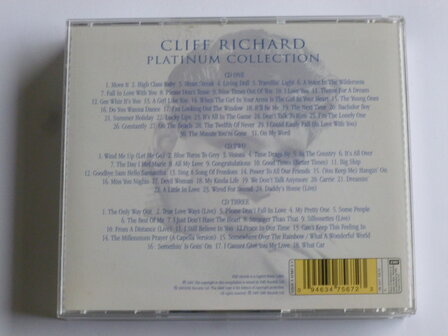 CLIFF RICHARD
PLATINUM COLLECTION
CD ONE
1. Move It 2. High Class Baby 3. Mean Streak 4. Living Doll 5. Travellin' Light 6. A Voice In The Wilderness
7. Fall In Love With You 8. Please Don't Tease 9. Nine Times Out Of Ten 10. I Love You 11. Theme For A Dream
12. Gee Whiz It's You 13. A Girl Like You 14. When The Girl In Your Arms Is The Girl In Your Heart 15. The Young Ones
16. Do You Wanna Dance 17. I'm Looking Out The Window 18. It'll Be Me 19. The Next Time 20. Bachelor Boy
21. Summer Holiday 22. Lucky Lips 23. It's All In The Game 24. Don't Talk To Him 25. I'm The Lonely One
26. Constantly 27. On The Beach 28. The Twelfth Of Never 29. I Could Easily Fall (In Love With You)
30. The Minute You're Gone 31. On My Word
CD TWO
1. Wind Me Up (Let Me Go) 2. Blue Turns To Grey 3. Visions 4. Time Drags By 5. In The Country 6. It's All Over
7. The Day I Met Marie 8. All My Love 9. Congratulations 10. Good Times (Better Times) 11. Big Ship
12. Goodbye Sam Hello Samantha 13. Sing A Song Of Freedom 14. Power To All Our Friends 15. (You Keep Me) Hangin' On
16. Miss You Nights 17. Devil Woman 18. My Kinda Life 19. We Don't Talk Anymore 20. Carrie 21. Dreamin'
22. A Little In Love 23. Wired For Sound 24. Daddy's Home (Live)
CD THREE
1. The Only Way Out 2. True Love Ways (Live) 3. Please Don't Fall In Love 4. My Pretty One 5. Some People
6. The Best Of Me 7. I Just Don't Have The Heart 8. Stronger Than That 9. Silhouettes (Live)
10. From A Distance (Live) 11. Still Believe In You 12. Peace In Our Time 13. Can't Keep This Feeling In
14. The Millennium Prayer (A Capella Version) 15. Somewhere Over The Rainbow / What A Wonderful World
16. Somethin' Is Goin' On 17. I Cannot Give You My Love 18. What Car
0 94634 75672 3